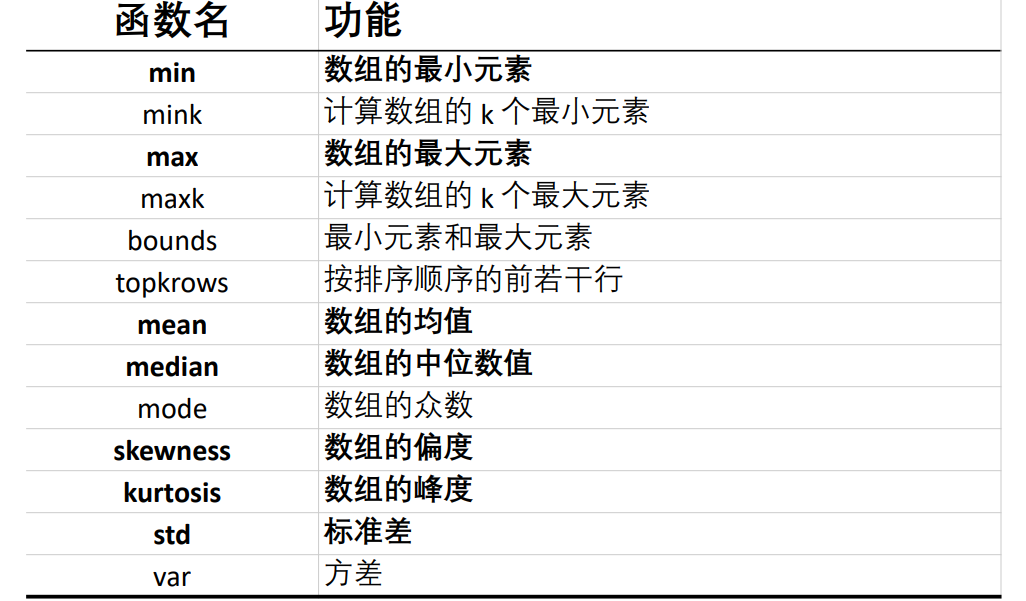 函数名 功能
min 数组的最小元素
mink 计算数组的 k 个最小元素
max 数组的最大元素
maxk 计算数组的 k 个最大元素
bounds 最小元素和最大元素
topkrows 按排序顺序的前若干行
mean 数组的均值
median 数组的中位数值
mode 数组的众数
skewness 数组的偏度
kurtosis 数组的峰度
std 标准差
var 方差